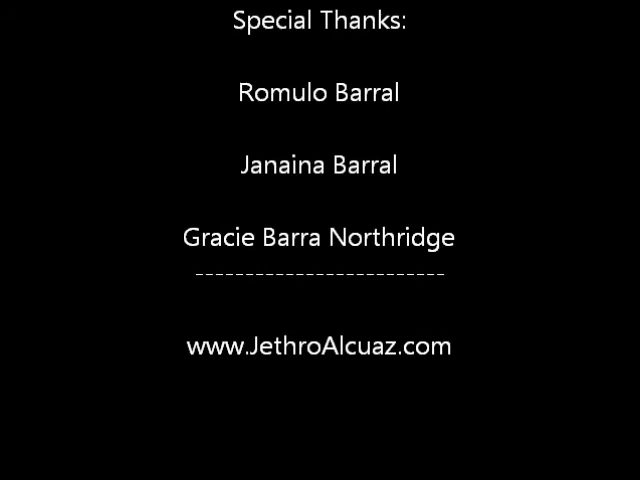 Special Thanks:
Romulo Barral
Janaina Barral
Gracie Barra Northridge
-------------------------
www.JethroAlcuaz.com